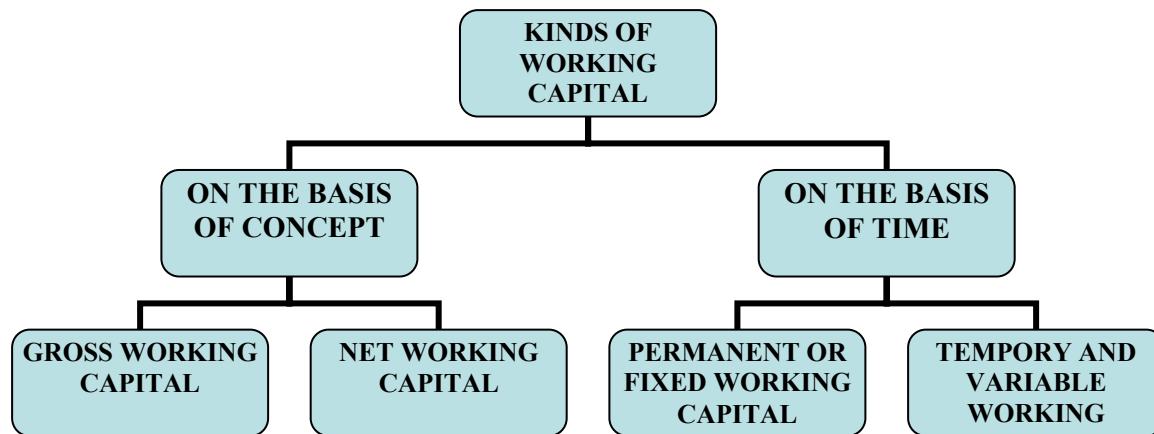 KINDS OF
WORKING
CAPITAL
ON THE BASIS
OF CONCEPT
ON THE BASIS
OF TIME
GROSS WORKING
CAPITAL
NET WORKING
CAPITAL
PERMANENT OR
FIXED WORKING
CAPITAL
TEMPORY AND
VARIABLE
WORKING